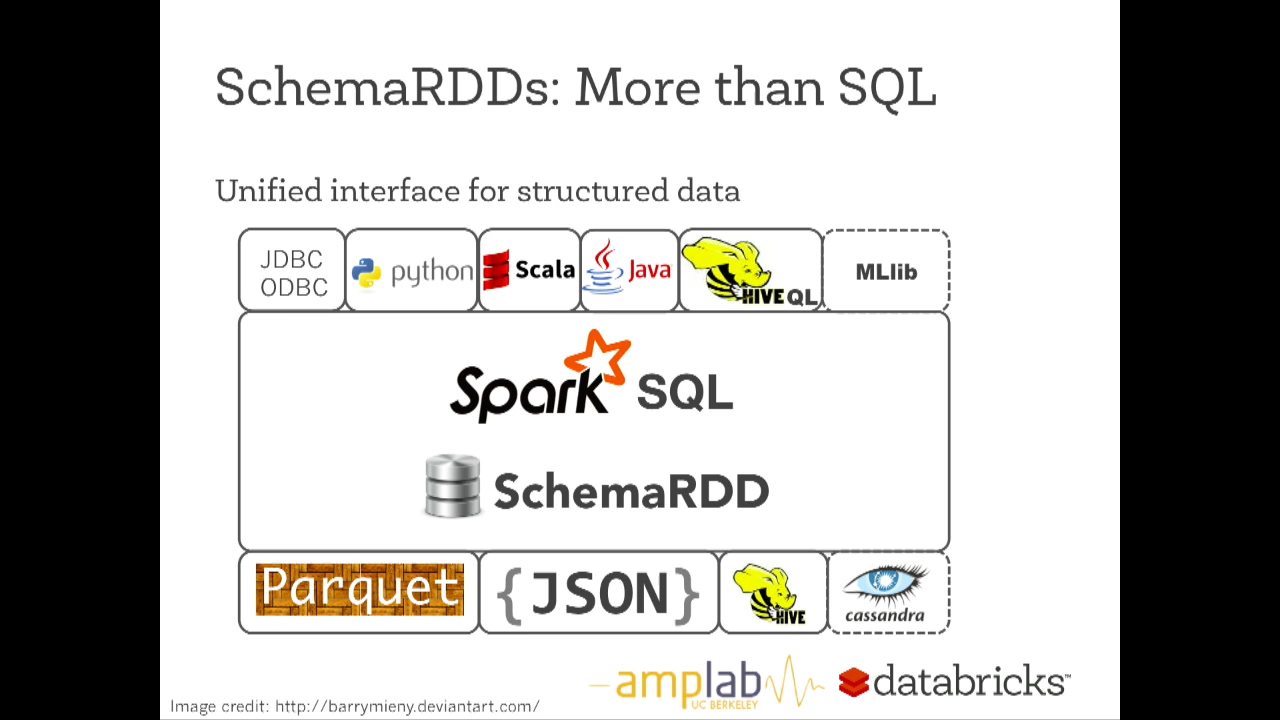 SchemaRDDs: More than SQL
Unified interface for structured data
JDBC
ODBC
python
Scala
Java
HIVE QL
MLlib
Spark SQL
SchemaRDD
Parquet
{JSON}
HIVE
cassandra
amplab
UC BERKELEY
databricks™
Image credit: http://barrymieny.deviantart.com/